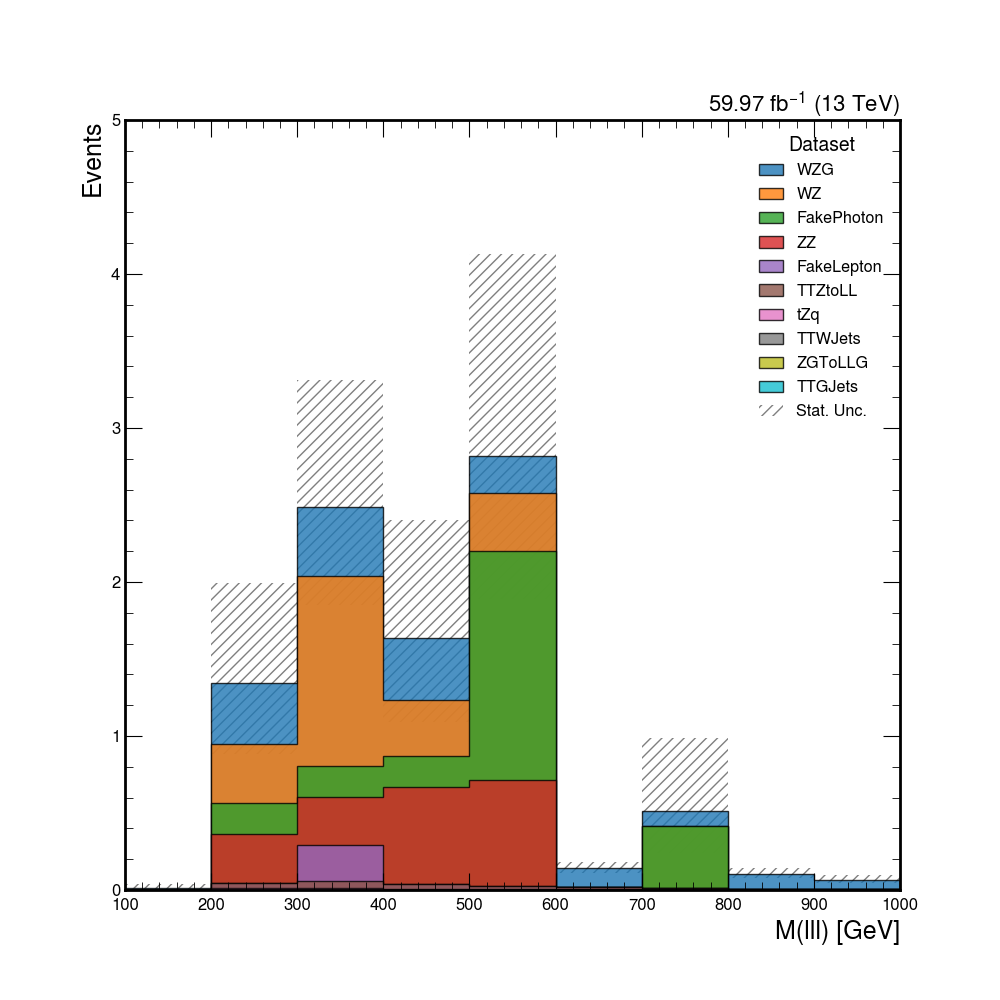 59.97 fb⁻¹ (13 TeV)
Events
5
4
3
2
1
0
Dataset
WZG
WZ
FakePhoton
ZZ
FakeLepton
TTZtoLL
tZq
TTWJets
ZGToLLG
TTGJets
Stat. Unc.
100 200 300 400 500 600 700 800 900 1000
M(lll) [GeV]